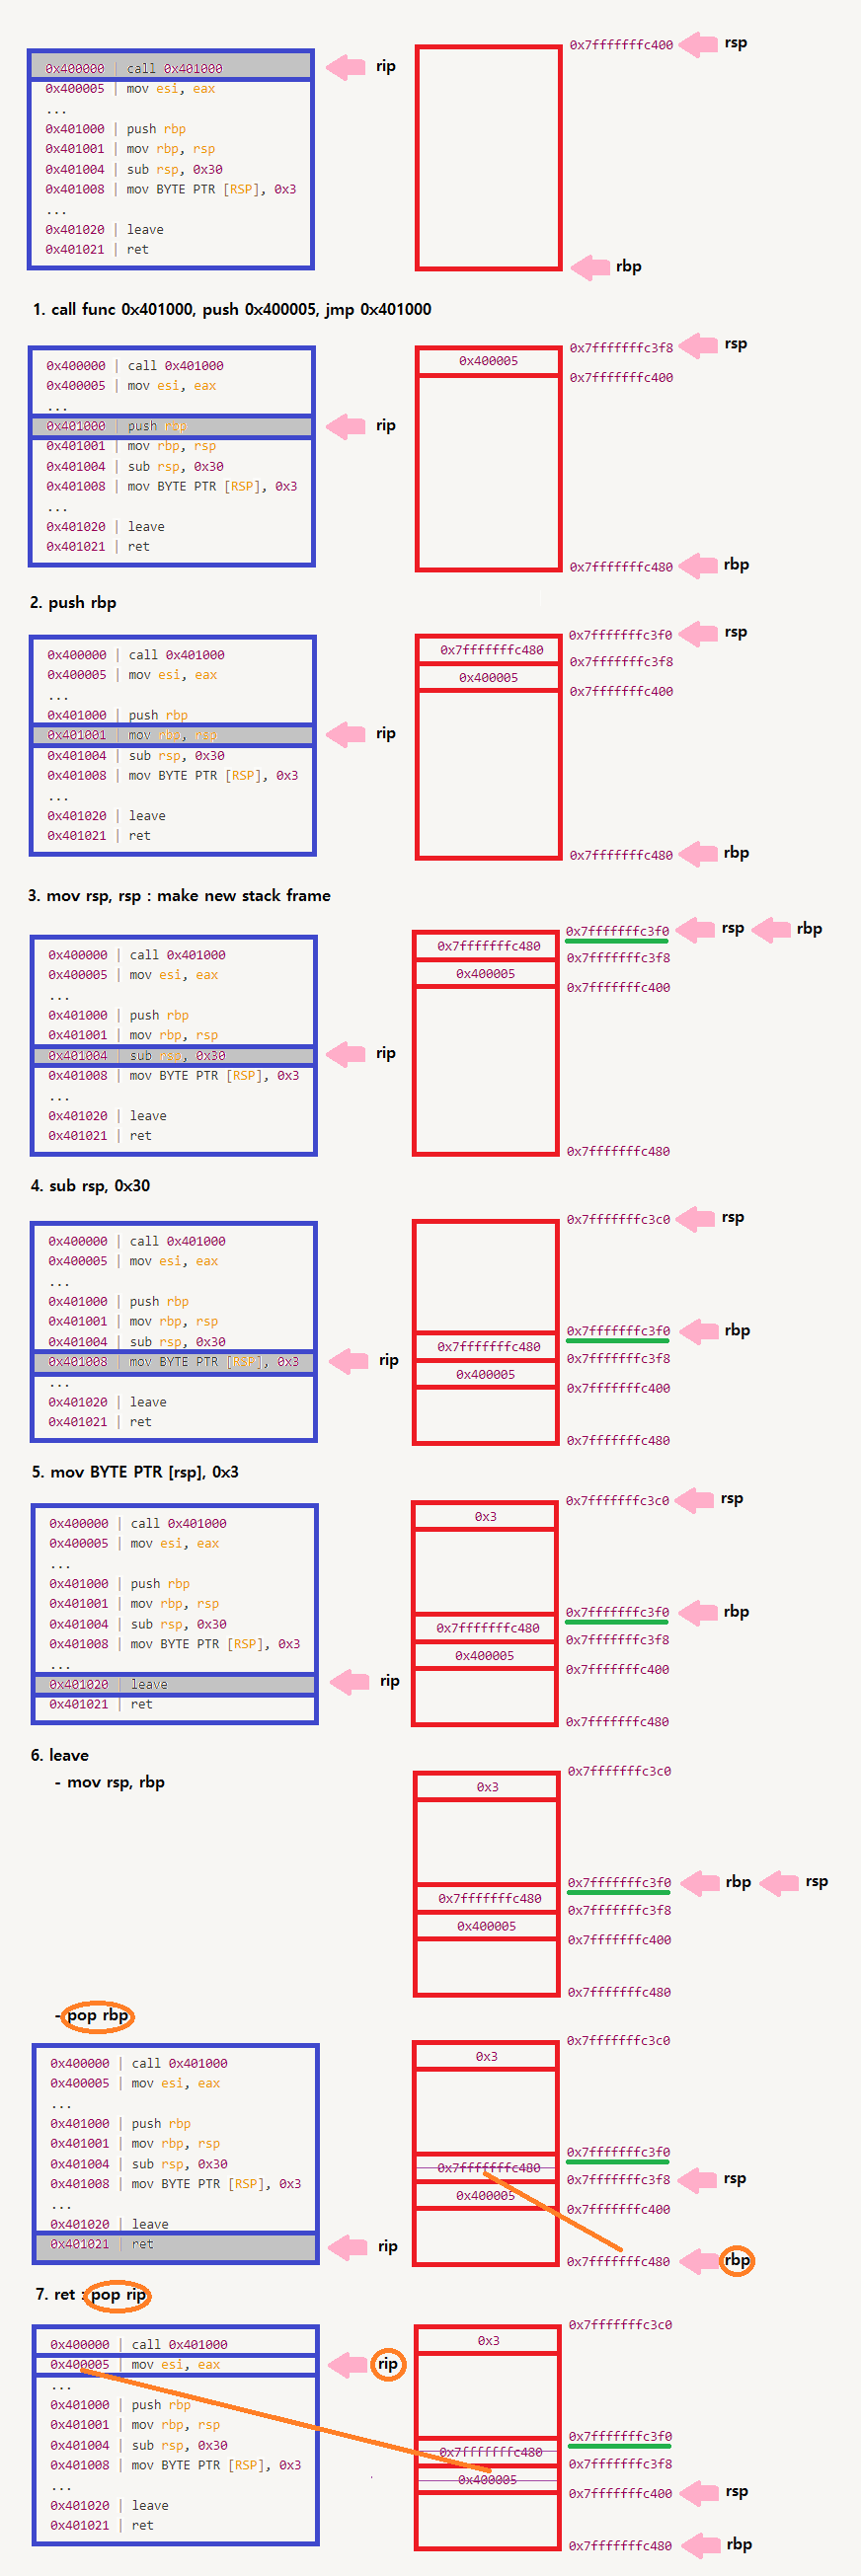 0x7fffffffc400 rsp
0x400000 | call 0x401000 rip
0x400005 | mov esi, eax
...
0x401000 | push rbp
0x401001 | mov rbp, rsp
0x401004 | sub rsp, 0x30
0x401008 | mov BYTE PTR [RSP], 0x3
...
0x401020 | leave
0x401021 | ret
rbp
1. call func 0x401000, push 0x400005, jmp 0x401000
0x400000 | call 0x401000
0x400005 | mov esi, eax
...
0x401000 | push rbp
rip
0x401001 | mov rbp, rsp
0x401004 | sub rsp, 0x30
0x401008 | mov BYTE PTR [RSP], 0x3
...
0x401020 | leave
0x401021 | ret
0x7fffffffc3f8 rsp
0x400005
0x7fffffffc400
0x7fffffffc480 rbp
2. push rbp
0x400000 | call 0x401000
0x400005 | mov esi, eax
...
0x401000 | push rbp
0x401001 | mov rbp, rsp
rip
0x401004 | sub rsp, 0x30
0x401008 | mov BYTE PTR [RSP], 0x3
...
0x401020 | leave
0x401021 | ret
0x7fffffffc3f0 rsp
0x7fffffffc480
0x7fffffffc3f8
0x400005
0x7fffffffc400
0x7fffffffc480 rbp
3. mov rsp, rsp : make new stack frame
0x400000 | call 0x401000
0x400005 | mov esi, eax
...
0x401000 | push rbp
0x401001 | mov rbp, rsp
0x401004 | sub rsp, 0x30
rip
0x401008 | mov BYTE PTR [RSP], 0x3
...
0x401020 | leave
0x401021 | ret
0x7fffffffc3f0 rsp rbp
0x7fffffffc480
0x7fffffffc3f8
0x400005
0x7fffffffc400
0x7fffffffc480
4. sub rsp, 0x30
0x400000 | call 0x401000
0x400005 | mov esi, eax
...
0x401000 | push rbp
0x401001 | mov rbp, rsp
0x401004 | sub rsp, 0x30
0x401008 | mov BYTE PTR [RSP], 0x3
rip
...
0x401020 | leave
0x401021 | ret
0x7fffffffc3c0 rsp
0x7fffffffc3f0 rbp
0x7fffffffc480
0x7fffffffc3f8
0x400005
0x7fffffffc400
0x7fffffffc480
5. mov BYTE PTR [rsp], 0x3
0x400000 | call 0x401000
0x400005 | mov esi, eax
...
0x401000 | push rbp
0x401001 | mov rbp, rsp
0x401004 | sub rsp, 0x30
0x401008 | mov BYTE PTR [RSP], 0x3
...
0x401020 | leave
rip
0x401021 | ret
0x7fffffffc3c0 rsp
0x3
0x7fffffffc3f0 rbp
0x7fffffffc480
0x7fffffffc3f8
0x400005
0x7fffffffc400
0x7fffffffc480
6. leave
- mov rsp, rbp
0x7fffffffc3c0
0x3
0x7fffffffc3f0 rbp rsp
0x7fffffffc480
0x7fffffffc3f8
0x400005
0x7fffffffc400
0x7fffffffc480
- pop rbp
0x400000 | call 0x401000
0x400005 | mov esi, eax
...
0x401000 | push rbp
0x401001 | mov rbp, rsp
0x401004 | sub rsp, 0x30
0x401008 | mov BYTE PTR [RSP], 0x3
...
0x401020 | leave
0x401021 | ret
rip
0x7fffffffc3c0
0x3
0x7fffffffc3f0
0x7fffffffc480
0x7fffffffc3f8 rsp
0x400005
0x7fffffffc400
0x7fffffffc480 rbp
7. ret : pop rip
0x400000 | call 0x401000
0x400005 | mov esi, eax
rip
...
0x401000 | push rbp
0x401001 | mov rbp, rsp
0x401004 | sub rsp, 0x30
0x401008 | mov BYTE PTR [RSP], 0x3
...
0x401020 | leave
0x401021 | ret
0x7fffffffc3c0
0x3
0x7fffffffc3f0
0x7fffffffc480
0x7fffffffc3f8
0x400005
0x7fffffffc400 rsp
0x7fffffffc480 rbp